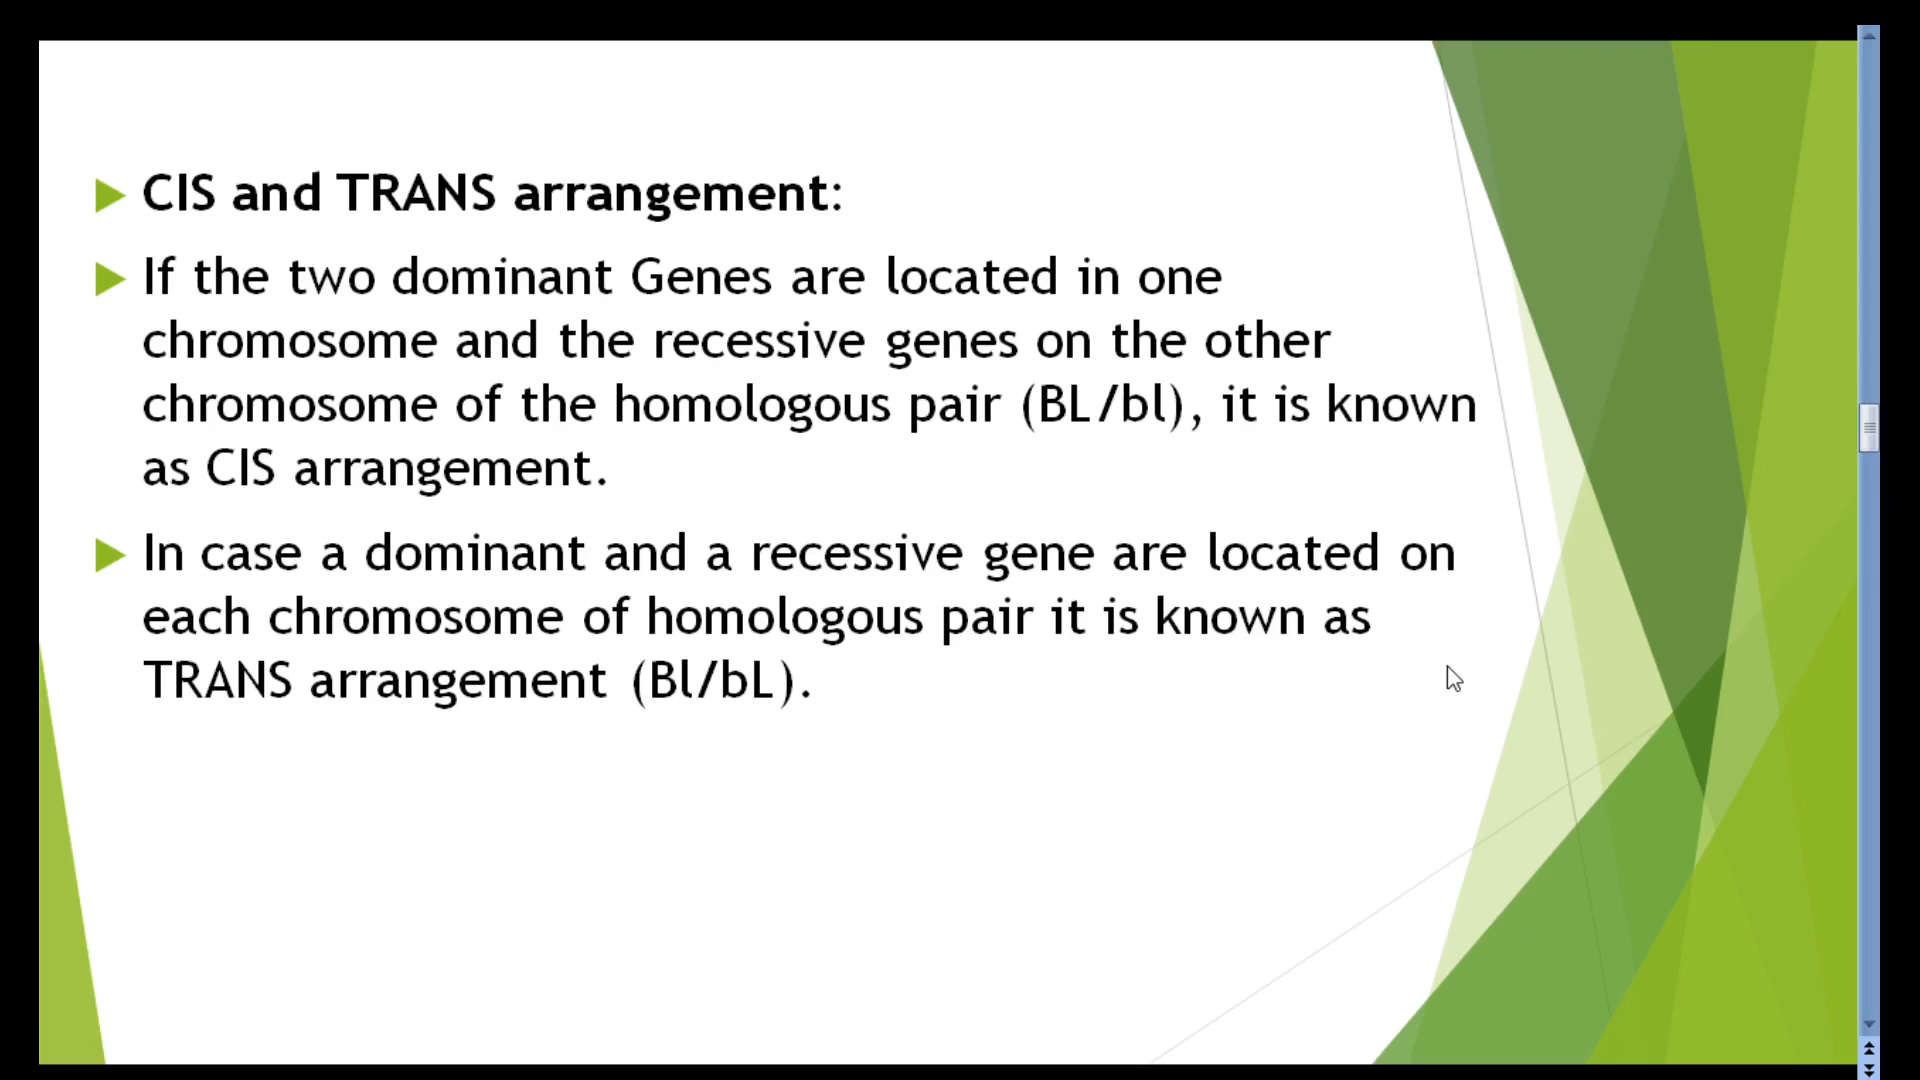 CIS and TRANS arrangement:
If the two dominant Genes are located in one
chromosome and the recessive genes on the other
chromosome of the homologous pair (BL/bl), it is known
as CIS arrangement.
In case a dominant and a recessive gene are located on
each chromosome of homologous pair it is known as
TRANS arrangement (Bl/bL).